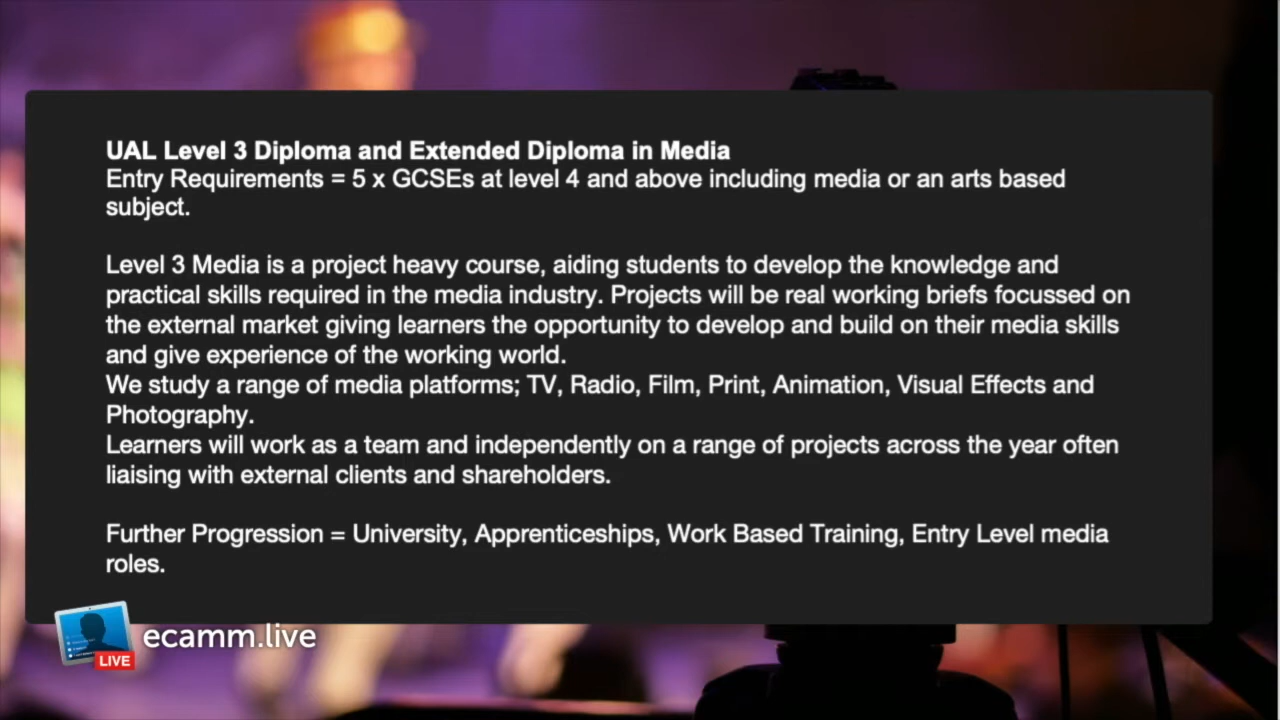 UAL Level 3 Diploma and Extended Diploma in Media
Entry Requirements = 5 x GCSEs at level 4 and above including media or an arts based
subject.
Level 3 Media is a project heavy course, aiding students to develop the knowledge and
practical skills required in the media industry. Projects will be real working briefs focussed on
the external market giving learners the opportunity to develop and build on their media skills
and give experience of the working world.
We study a range of media platforms; TV, Radio, Film, Print, Animation, Visual Effects and
Photography.
Learners will work as a team and independently on a range of projects across the year often
liaising with external clients and shareholders.
Further Progression = University, Apprenticeships, Work Based Training, Entry Level media
roles.
ecamm.live
LIVE